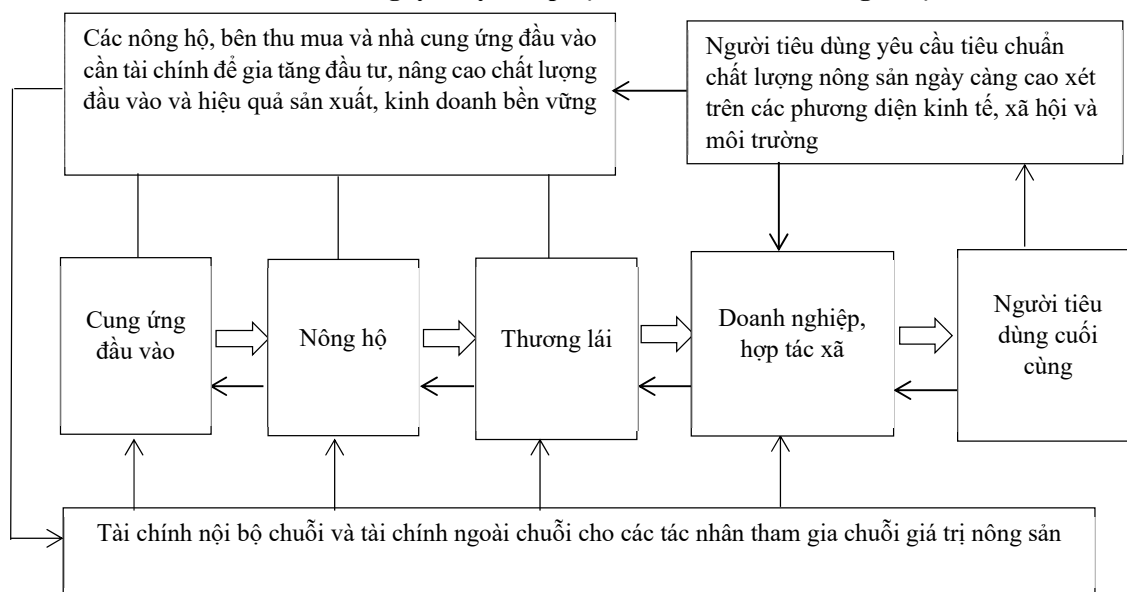 Các nông hộ, bên thu mua và nhà cung ứng đầu vào
cần tài chính để gia tăng đầu tư, nâng cao chất lượng
đầu vào và hiệu quả sản xuất, kinh doanh bền vững
Người tiêu dùng yêu cầu tiêu chuẩn
chất lượng nông sản ngày càng cao xét
trên các phương diện kinh tế, xã hội và
môi trường
Cung ứng
đầu vào
Nông hộ
Thương lái
Doanh nghiệp,
hợp tác xã
Người tiêu
dùng cuối
cùng
Tài chính nội bộ chuỗi và tài chính ngoài chuỗi cho các tác nhân tham gia chuỗi giá trị nông sản